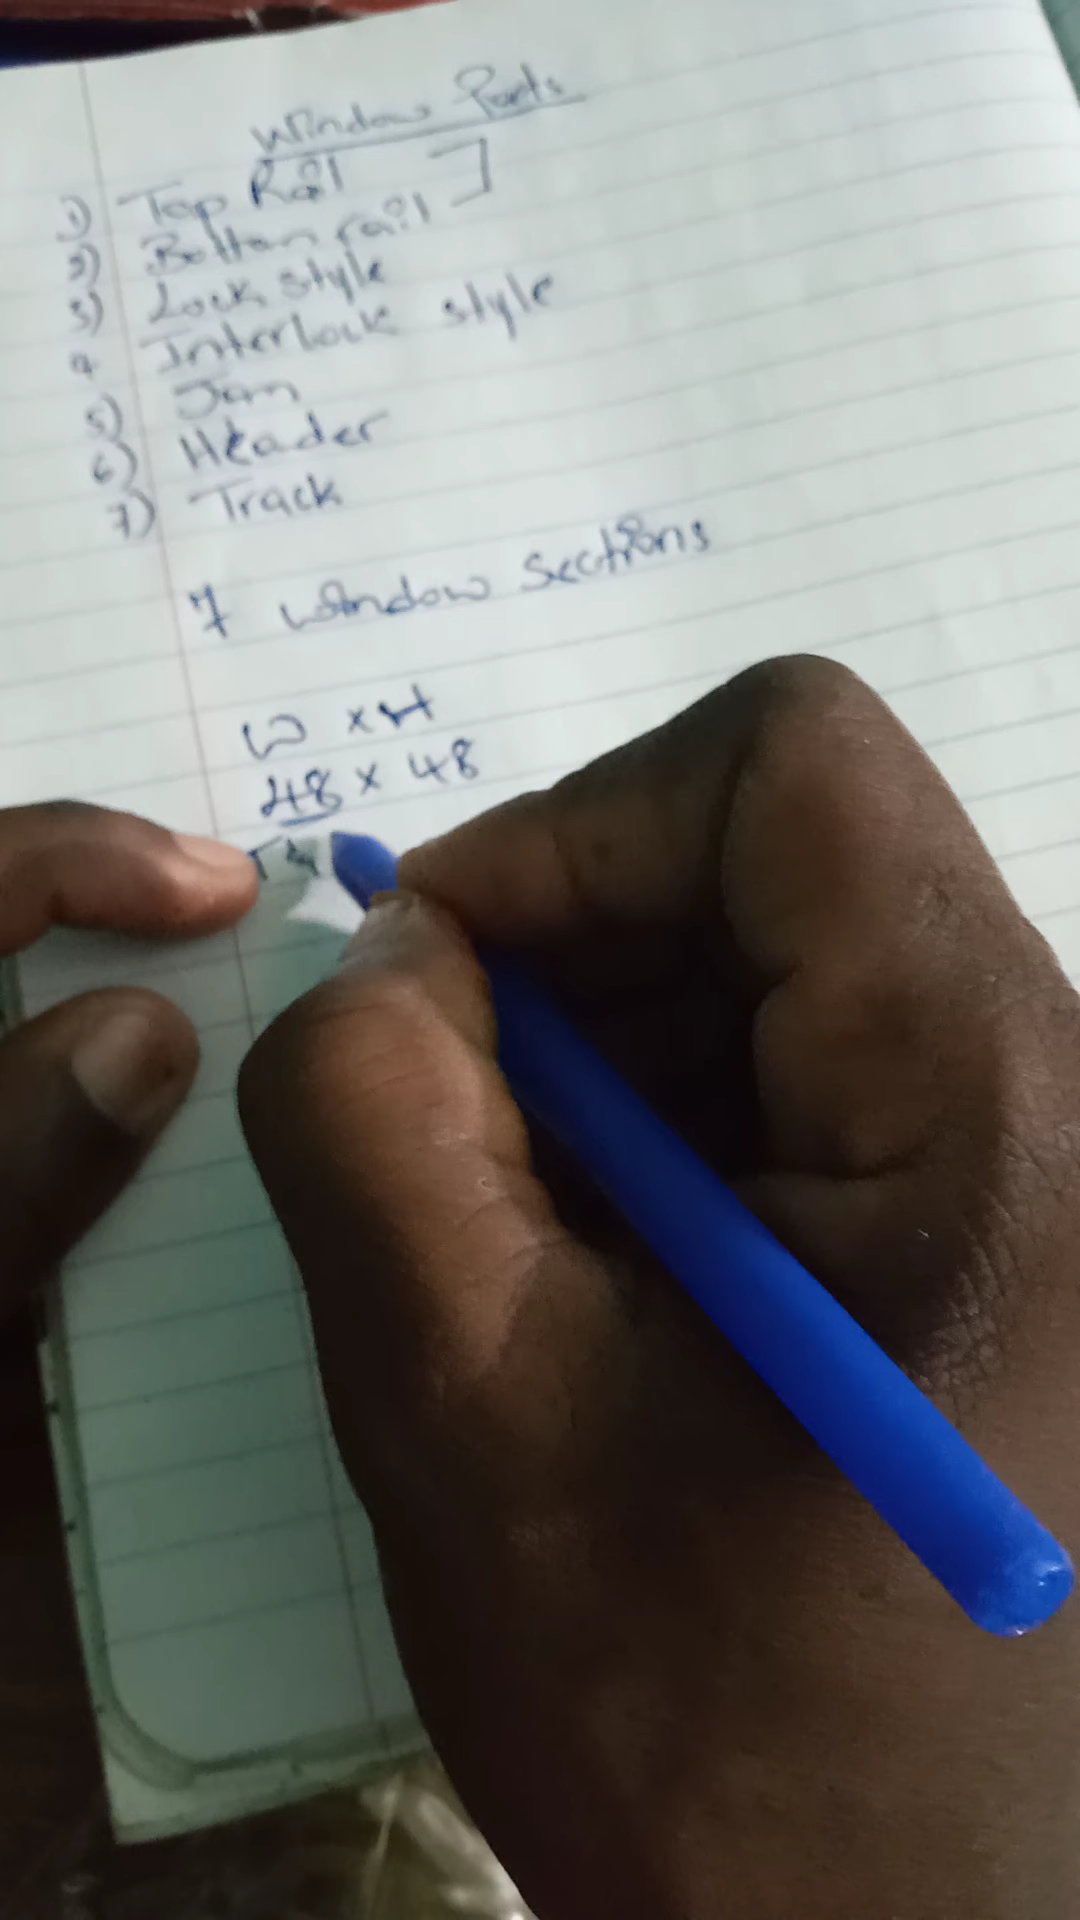 Window Parts
1) Top Rail ]
2) Bottom rail
3) Lock style
4 Interlock style
5) Jam
6) Header
7) Track
7 window sections
W x H
48 x 48